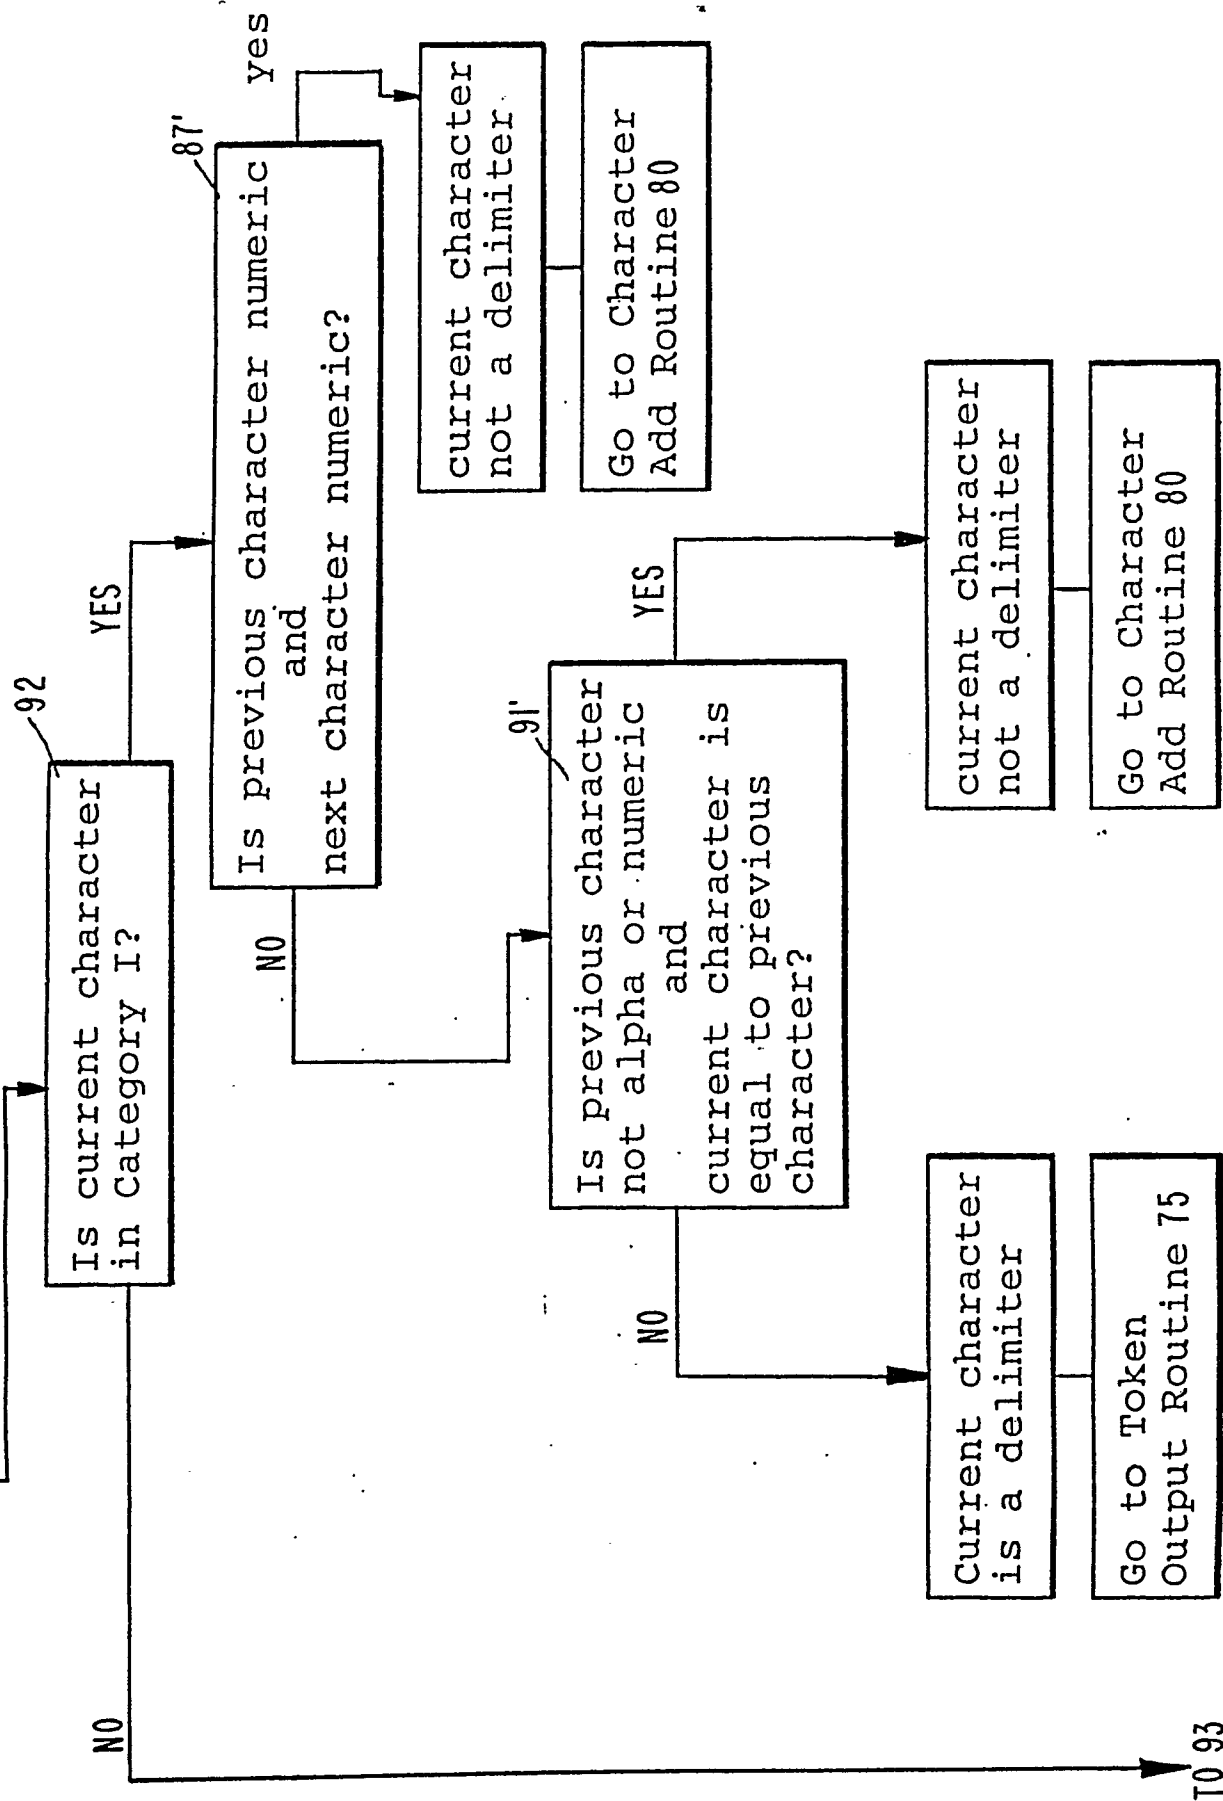 92
Is current character
in Category I?
YES
NO
87'
Is previous character numeric
and
next character numeric?
yes
NO
current character
not a delimiter
Go to Character
Add Routine 80
91'
Is previous character
not alpha or numeric
and
current character is
equal to previous
character?
YES
NO
current character
not a delimiter
Go to Character
Add Routine 80
Current character
is a delimiter
Go to Token
Output Routine 75
TO 93